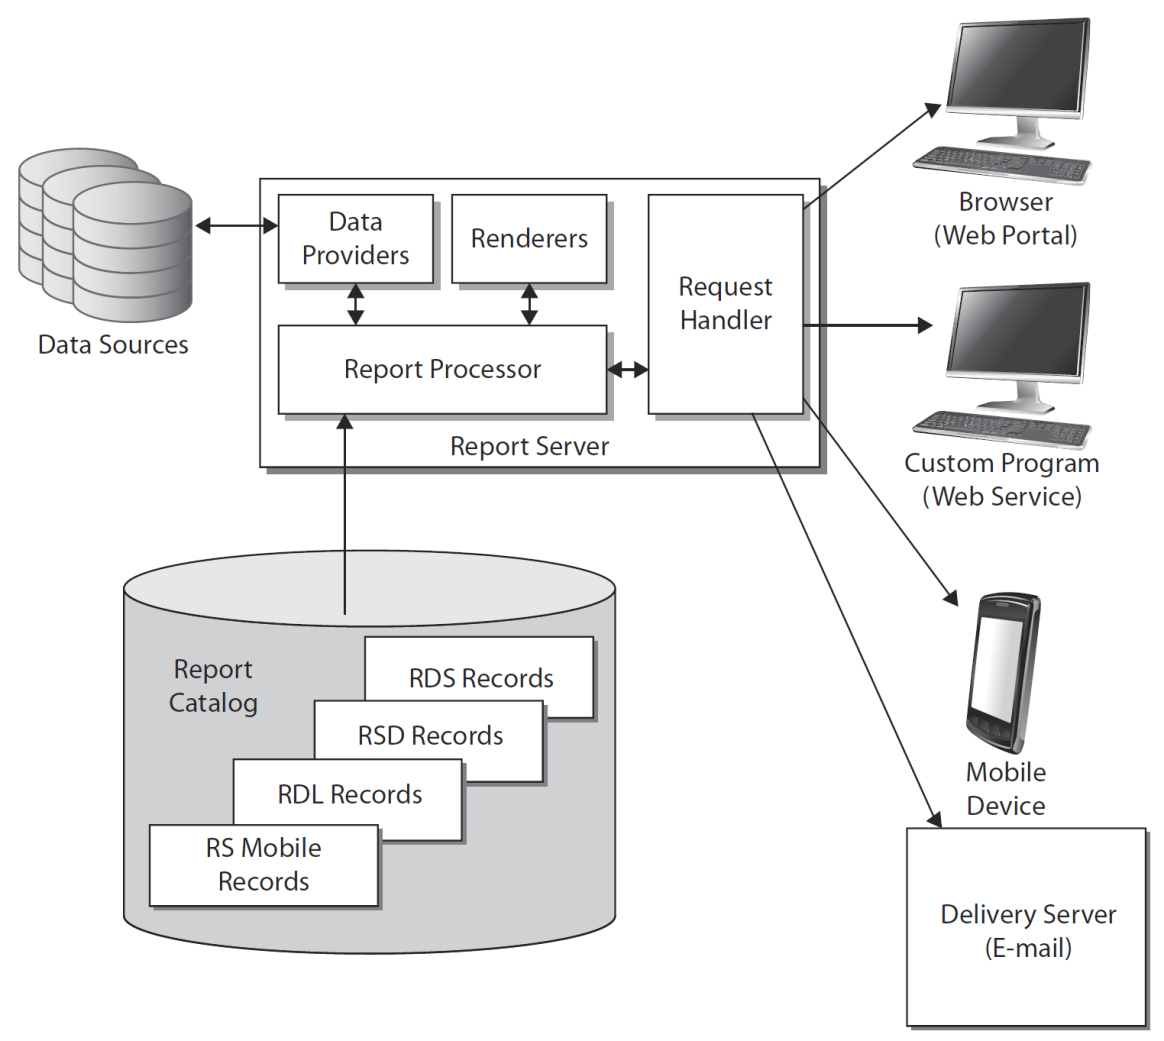 Data Sources
Data
Providers
Renderers
Request
Handler
Report Processor
Report Server
Browser
(Web Portal)
Custom Program
(Web Service)
Mobile
Device
Delivery Server
(E-mail)
Report
Catalog
RDS Records
RSD Records
RDL Records
RS Mobile
Records